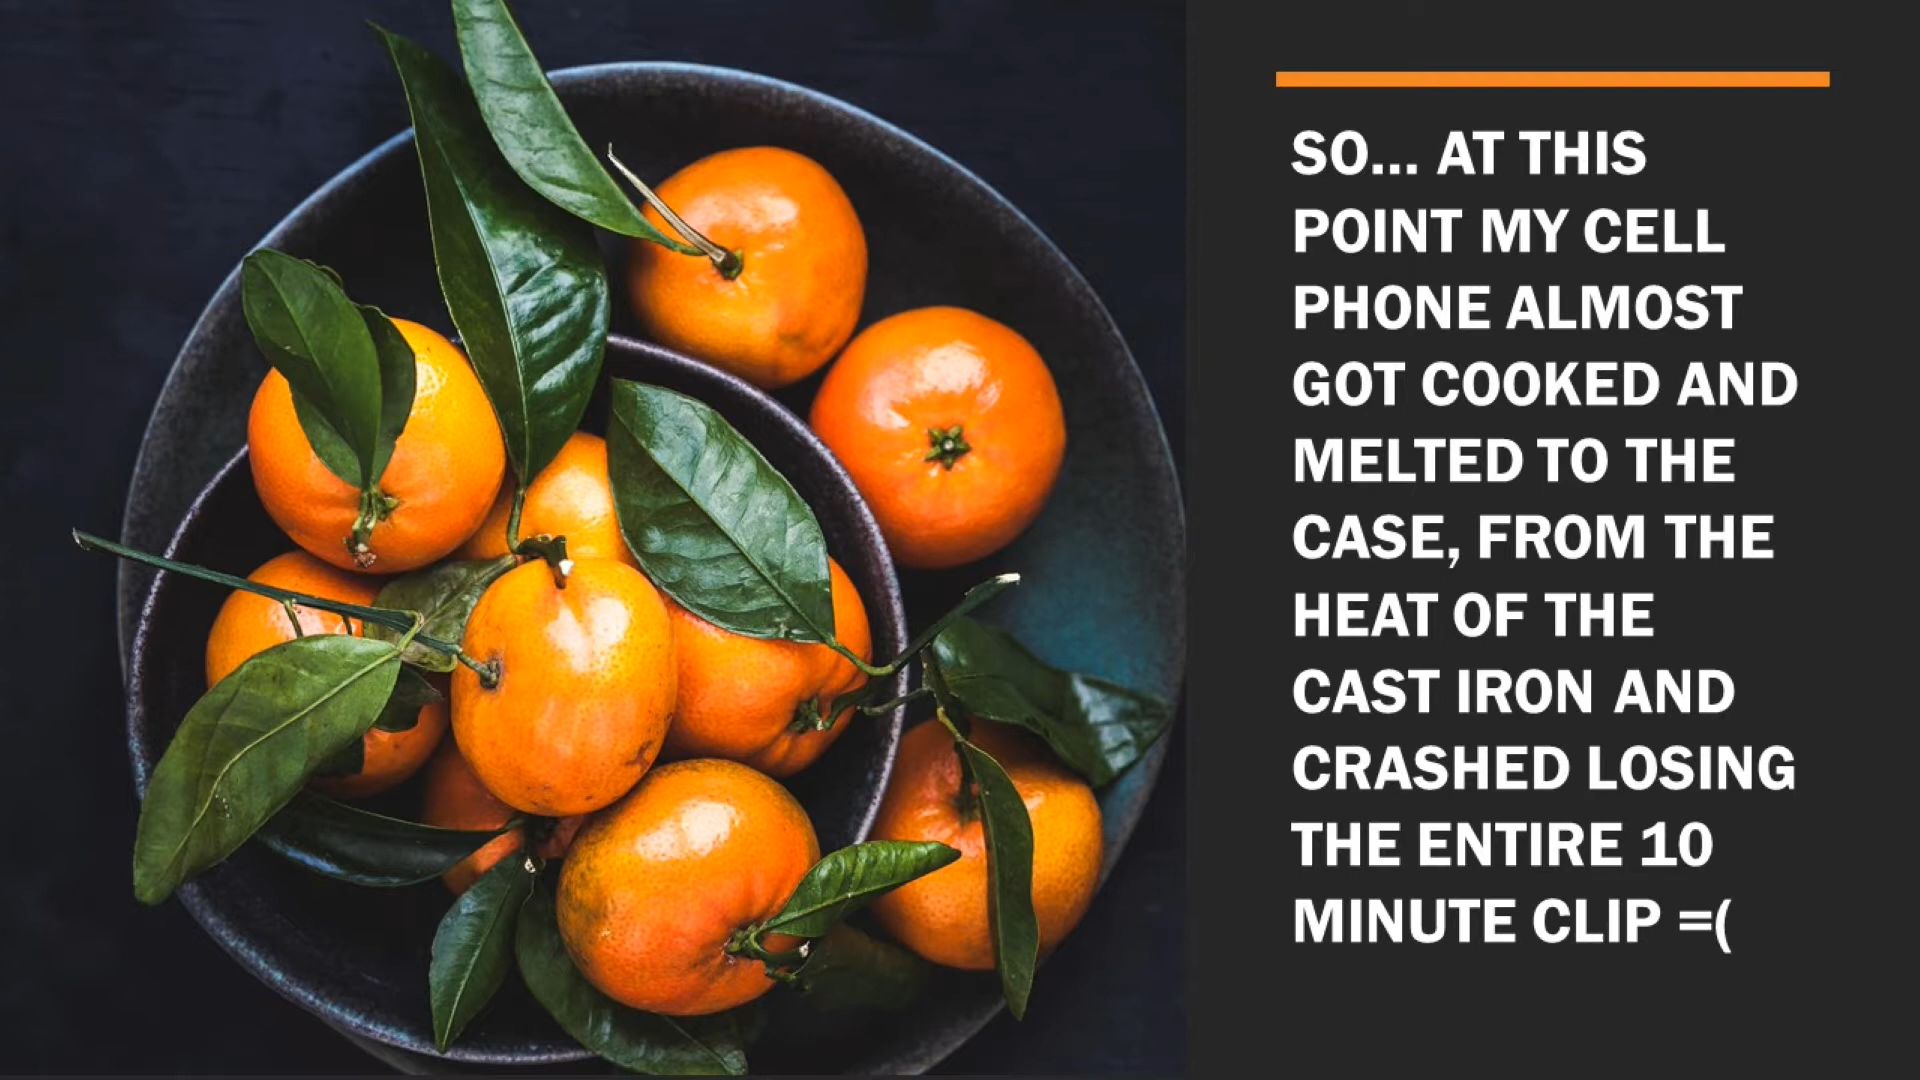 SO... AT THIS
POINT MY CELL
PHONE ALMOST
GOT COOKED AND
MELTED TO THE
CASE, FROM THE
HEAT OF THE
CAST IRON AND
CRASHED LOSING
THE ENTIRE 10
MINUTE CLIP =(